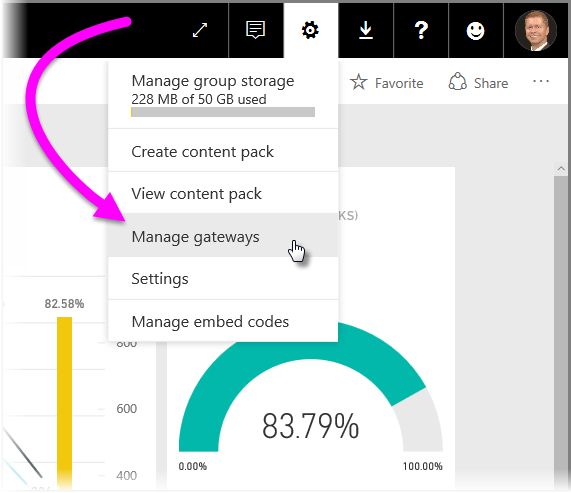 ?
Manage group storage
228 MB of 50 GB used
Favorite
Share
...
Create content pack
View content pack
Manage gateways
KS)
Settings
82.58%
Manage embed codes
800
600
400
83.79%
0.00%
100.00%